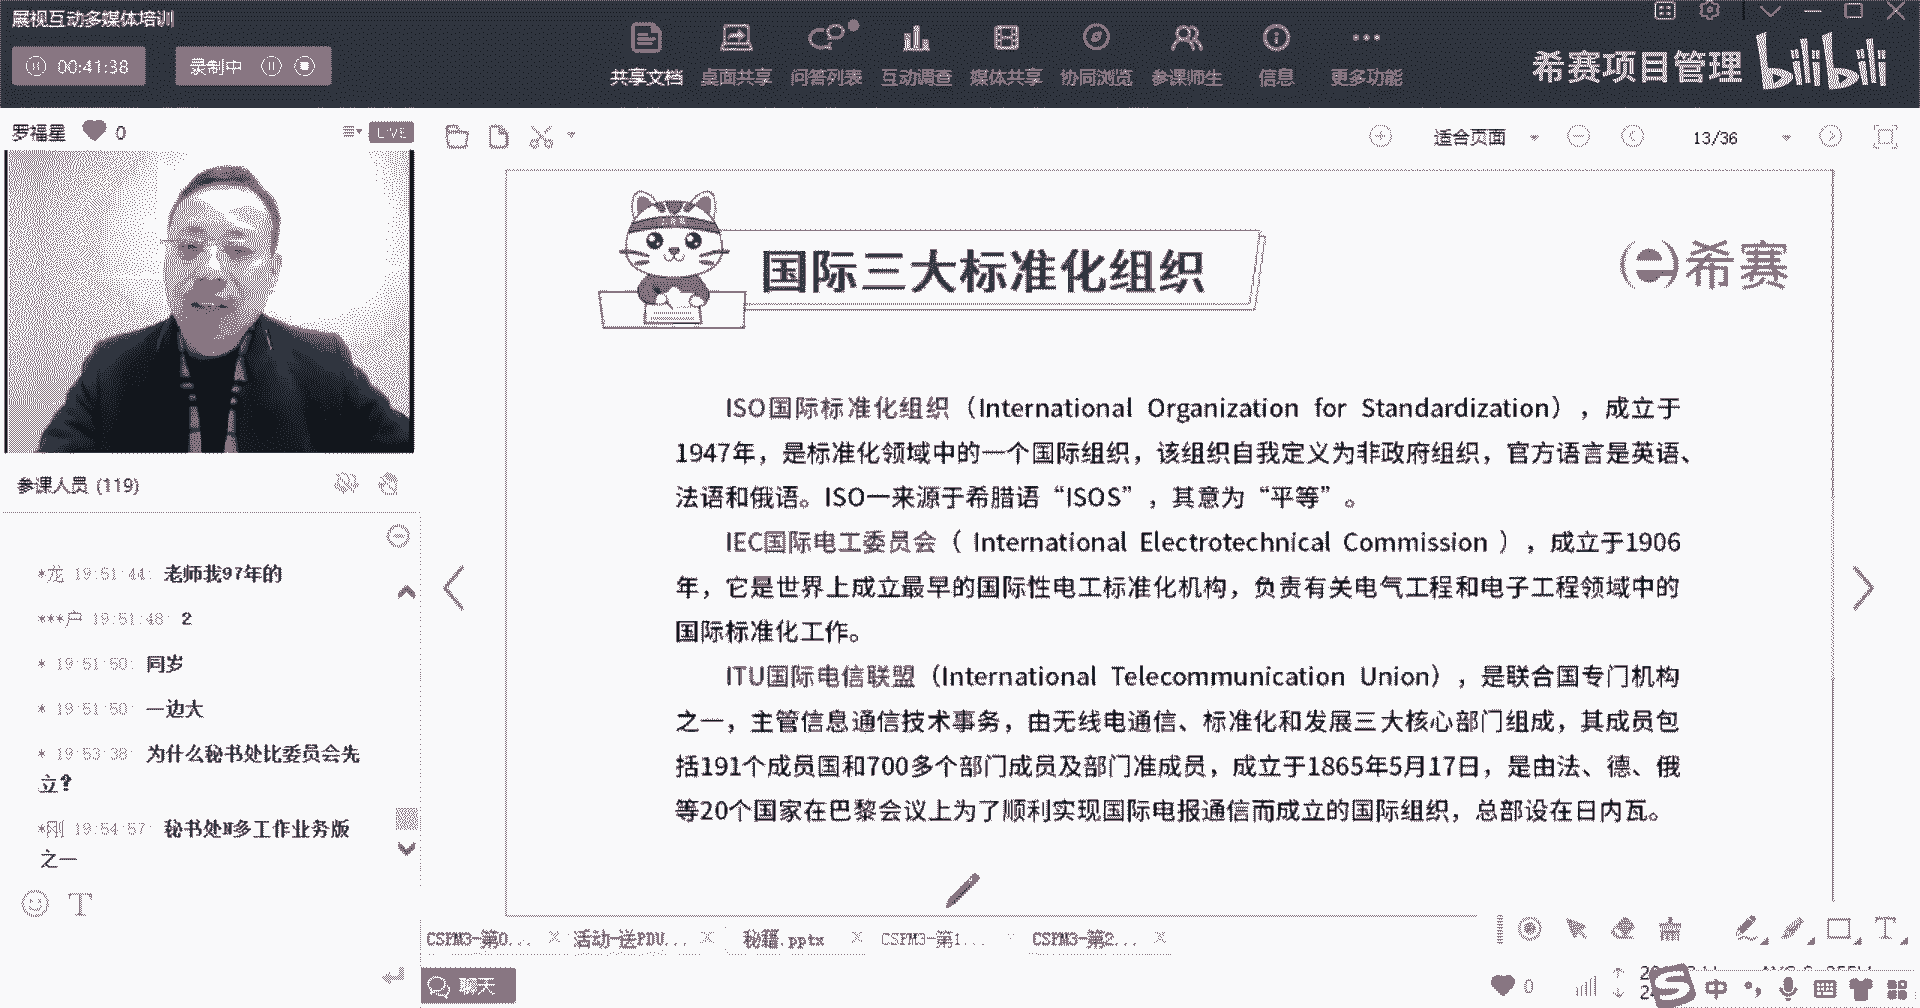 展视互动多媒体培训
00:41:38
录制中
共享文档 桌面共享 问答列表 互动调查 媒体共享 协同浏览 参课师生 信息 更多功能
希赛项目管理 bilibili
罗福星 0 LIVE
适合页面 13/36
国际三大标准化组织
希赛
ISO国际标准化组织（International Organization for Standardization），成立于
1947年，是标准化领域中的一个国际组织，该组织自我定义为非政府组织，官方语言是英语、
法语和俄语。ISO一来源于希腊语“ISOS”，其意为“平等”。
IEC国际电工委员会（ International Electrotechnical Commission ），成立于1906
年，它是世界上成立最早的国际性电工标准化机构，负责有关电气工程和电子工程领域中的
国际标准化工作。
ITU国际电信联盟（International Telecommunication Union），是联合国专门机构
之一，主管信息通信技术事务，由无线电通信、标准化和发展三大核心部门组成，其成员包
括191个成员国和700多个部门成员及部门准成员，成立于1865年5月17日，是由法、德、俄
等20个国家在巴黎会议上为了顺利实现国际电报通信而成立的国际组织，总部设在日内瓦。
参课人员 (119)
*龙 19:51:44: 老师我97年的
***户 19:51:48: 2
* 19:51:50: 同岁
* 19:51:50: 一边大
* 19:53:38: 为什么秘书处比委员会先
立?
*刚 19:54:57: 秘书处N多工作业务版
之一
CSPM3-第0... 活动-送PDU... 秘籍.pptx CSPM3-第1... CSPM3-第2...
聊天
0
中